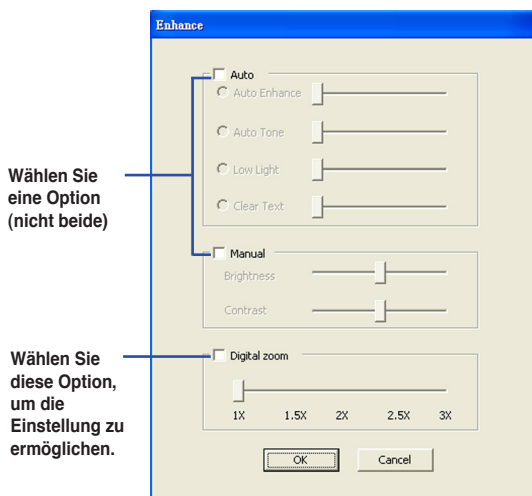 Enhance
Auto
Auto Enhance
Auto Tone
Low Light
Clear Text
Wählen Sie
eine Option
(nicht beide)
Manual
Brightness
Contrast
Wählen Sie
diese Option,
um die
Einstellung zu
ermöglichen.
Digital zoom
1X 1.5X 2X 2.5X 3X
OK Cancel